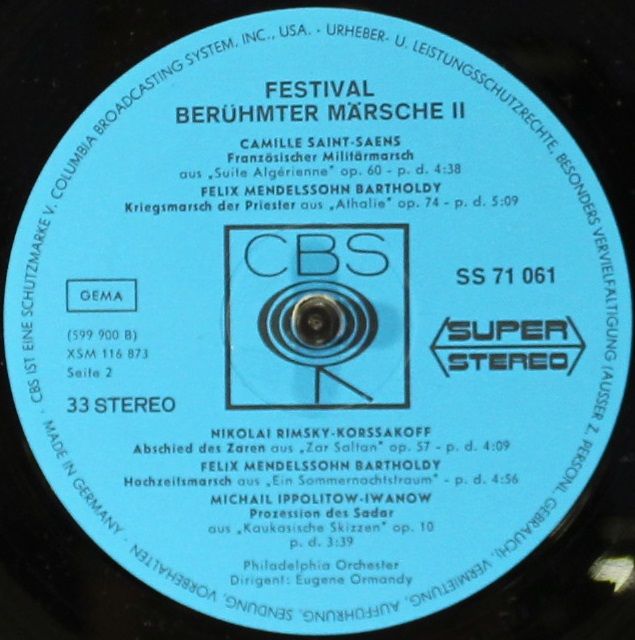 CBS IST EINE SCHUTZMARKE V. COLUMBIA BROADCASTING SYSTEM, INC., USA. · URHEBER- U. LEISTUNGSSCHUTZRECHTE, BESONDERS VERVIELFÄLTIGUNG (AUSSER Z. PERSÖNL. GEBRAUCH), VERMIETUNG, AUFFÜHRUNG, SENDUNG, VORBEHALTEN · MADE IN GERMANY ·
FESTIVAL
BERÜHMTER MÄRSCHE II
CAMILLE SAINT-SAENS
Französischer Militärmarsch
aus „Suite Algérienne" op. 60 - p. d. 4:38
FELIX MENDELSSOHN BARTHOLDY
Kriegsmarsch der Priester aus „Athalie" op. 74 - p. d. 5:09
CBS
SS 71 061
GEMA
SUPER
STEREO
(599 900 B)
XSM 116 873
Seite 2
33 STEREO
NIKOLAI RIMSKY-KORSSAKOFF
Abschied des Zaren aus „Zar Saltan" op. 57 - p. d. 4:09
FELIX MENDELSSOHN BARTHOLDY
Hochzeitsmarsch aus „Ein Sommernachtstraum" - p. d. 4:56
MICHAIL IPPOLITOW-IWANOW
Prozession des Sadar
aus „Kaukasische Skizzen" op. 10
p. d. 3:39
Philadelphia Orchester
Dirigent: Eugene Ormandy